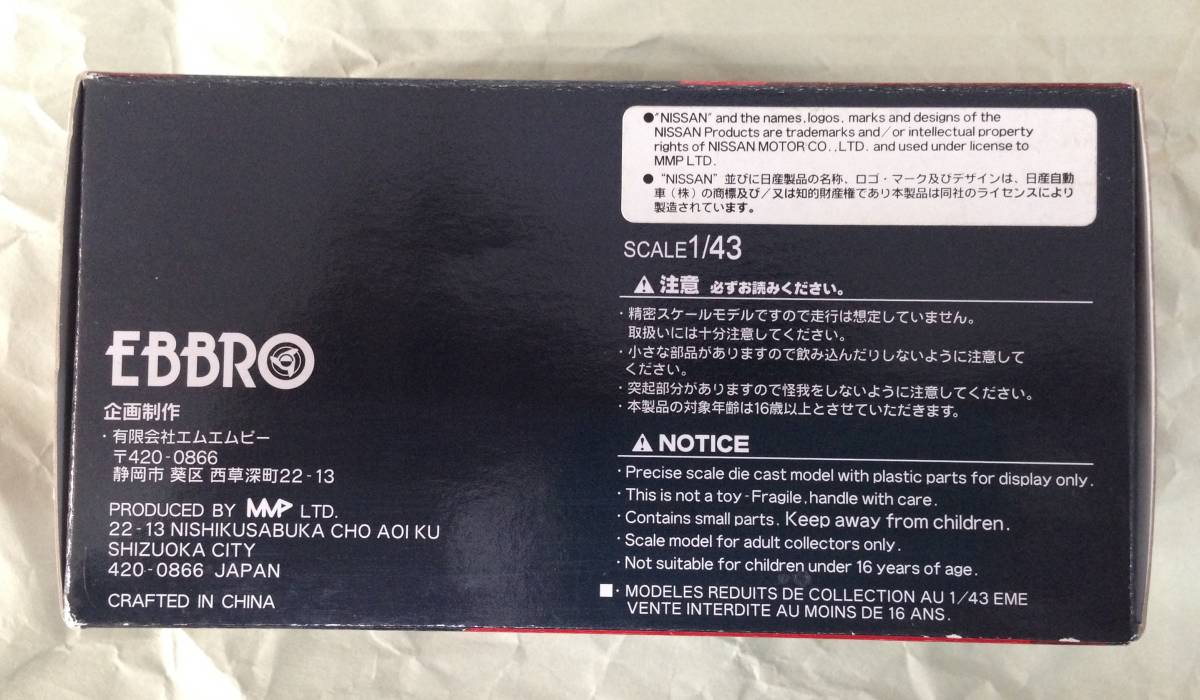 EBBRO
企画制作
・有限会社エムエムピー
〒420-0866
静岡市 葵区 西草深町22-13
PRODUCED BY MMP LTD.
22-13 NISHIKUSABUKA CHO AOI KU
SHIZUOKA CITY
420-0866 JAPAN
CRAFTED IN CHINA
●"NISSAN" and the names, logos, marks and designs of the
NISSAN Products are trademarks and/or intellectual property
rights of NISSAN MOTOR CO.,LTD. and used under license to
MMP LTD.
●"NISSAN"並びに日産製品の名称、ロゴ・マーク及びデザインは、日産自動
車(株)の商標及び/又は知的財産権であり本製品は同社のライセンスにより
製造されています。
SCALE1/43
⚠注意 必ずお読みください。
・精密スケールモデルですので走行は想定していません。
取扱いには十分注意してください。
・小さな部品がありますので飲み込んだりしないように注意して
ください。
・突起部分がありますので怪我をしないように注意してください。
・本製品の対象年齢は16歳以上とさせていただきます。
⚠NOTICE
・Precise scale die cast model with plastic parts for display only.
・This is not a toy - Fragile, handle with care.
・Contains small parts. Keep away from children.
・Scale model for adult collectors only.
・Not suitable for children under 16 years of age.
■・MODELES REDUITS DE COLLECTION AU 1/43 EME
VENTE INTERDITE AU MOINS DE 16 ANS.